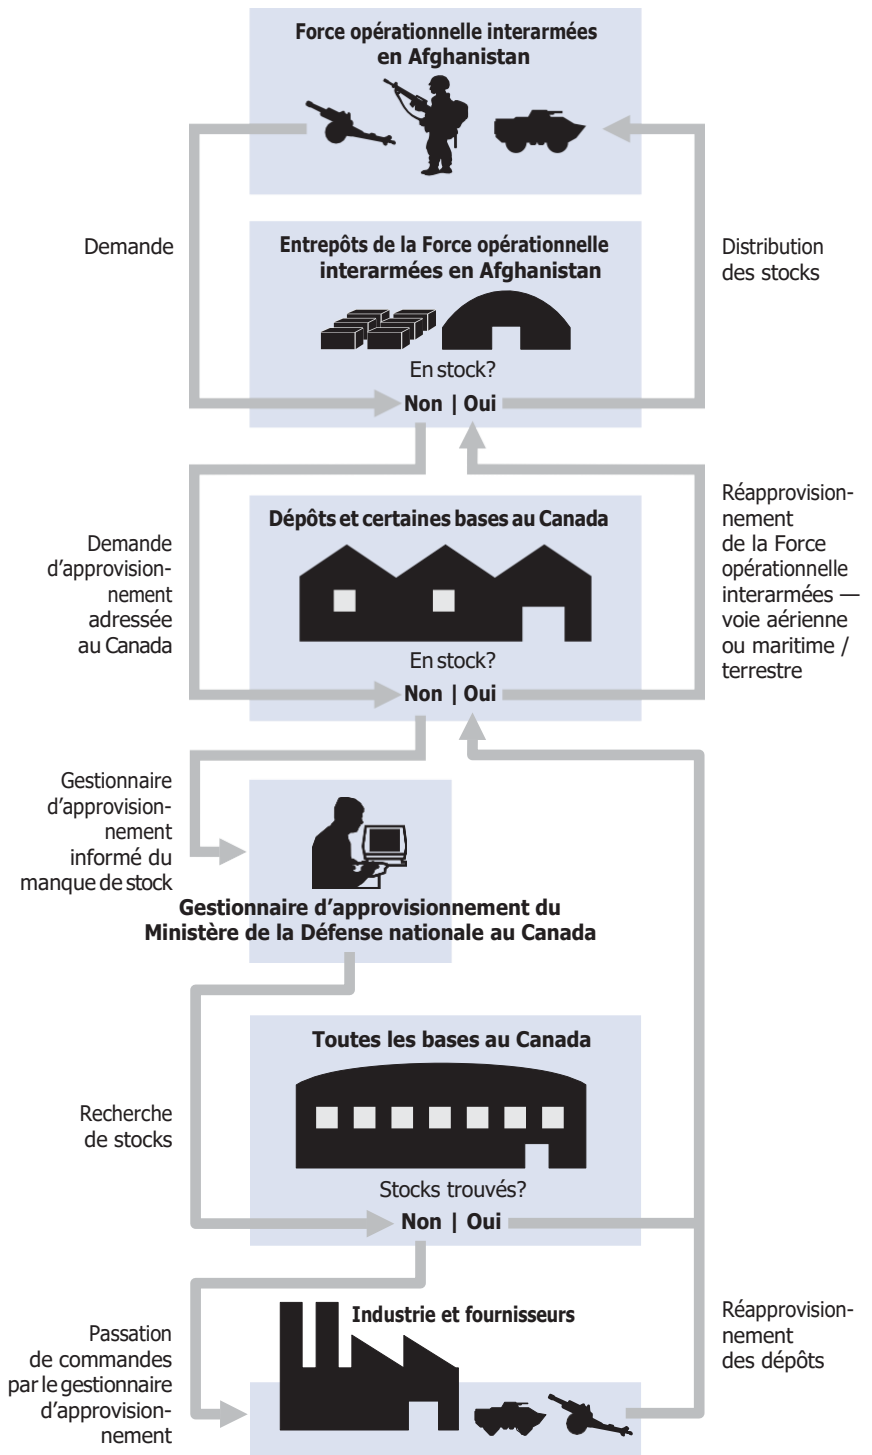 Force opérationnelle interarmées
en Afghanistan
Demande
Entrepôts de la Force opérationnelle
interarmées en Afghanistan
En stock?
Non | Oui
Distribution
des stocks
Demande
d'approvision-
nement
adressée
au Canada
Dépôts et certaines bases au Canada
En stock?
Non | Oui
Réapprovision-
nement
de la Force
opérationnelle
interarmées —
voie aérienne
ou maritime /
terrestre
Gestionnaire
d'approvision-
nement
informé du
manque de stock
Gestionnaire d'approvisionnement du
Ministère de la Défense nationale au Canada
Recherche
de stocks
Toutes les bases au Canada
Stocks trouvés?
Non | Oui
Passation
de commandes
par le gestionnaire
d'approvision-
nement
Industrie et fournisseurs
Réapprovision-
nement
des dépôts